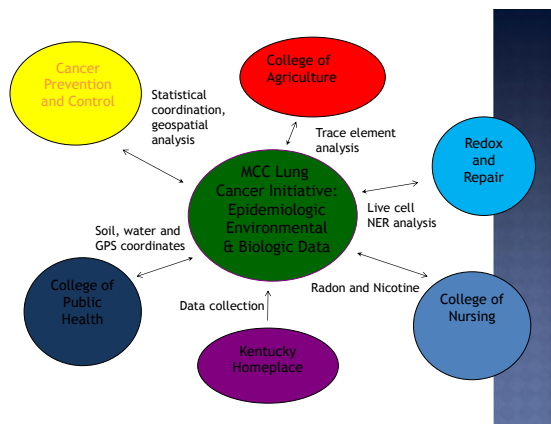 Cancer
Prevention
and Control
Statistical
coordination,
geospatial
analysis
College of
Agriculture
Trace element
analysis
Redox
and
Repair
MCC Lung
Cancer Initiative:
Epidemiologic
Environmental
& Biologic Data
Live cell
NER analysis
Soil, water and
GPS coordinates
College of
Public
Health
Data collection
Radon and Nicotine
College of
Nursing
Kentucky
Homeplace